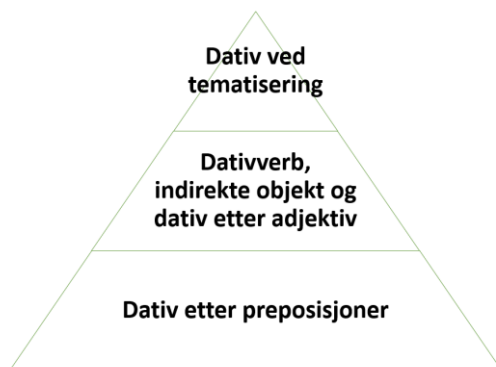 Dativ ved
tematisering
Dativverb,
indirekte objekt og
dativ etter adjektiv
Dativ etter preposisjoner